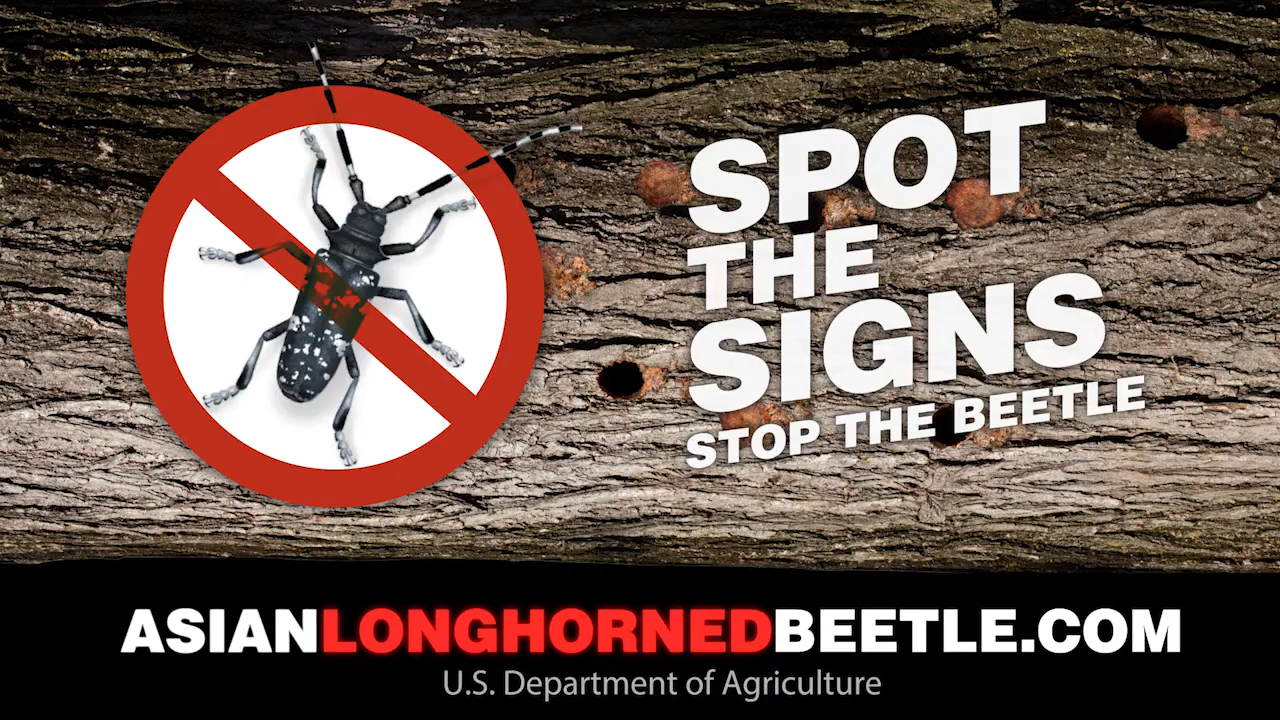 SPOT
THE
SIGNS
STOP THE BEETLE
ASIANLONGHORNEDBEETLE.COM
U.S. Department of Agriculture